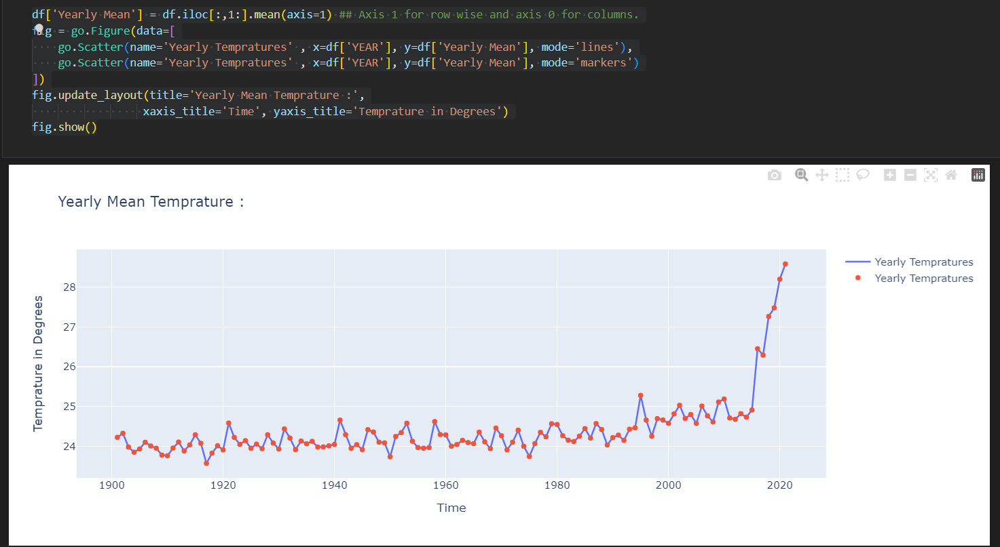 df['Yearly Mean'] = df.iloc[:,1:].mean(axis=1) ## Axis 1 for row wise and axis 0 for columns.
fig = go.Figure(data=[
go.Scatter(name='Yearly Tempratures' , x=df['YEAR'], y=df['Yearly Mean'], mode='lines'),
go.Scatter(name='Yearly Tempratures' , x=df['YEAR'], y=df['Yearly Mean'], mode='markers')
])
fig.update_layout(title='Yearly Mean Temprature :',
xaxis_title='Time', yaxis_title='Temprature in Degrees')
fig.show()
Yearly Mean Temprature :
Yearly Tempratures
Yearly Tempratures
Temprature in Degrees
28
27
26
25
24
1900 1920 1940 1960 1980 2000 2020
Time